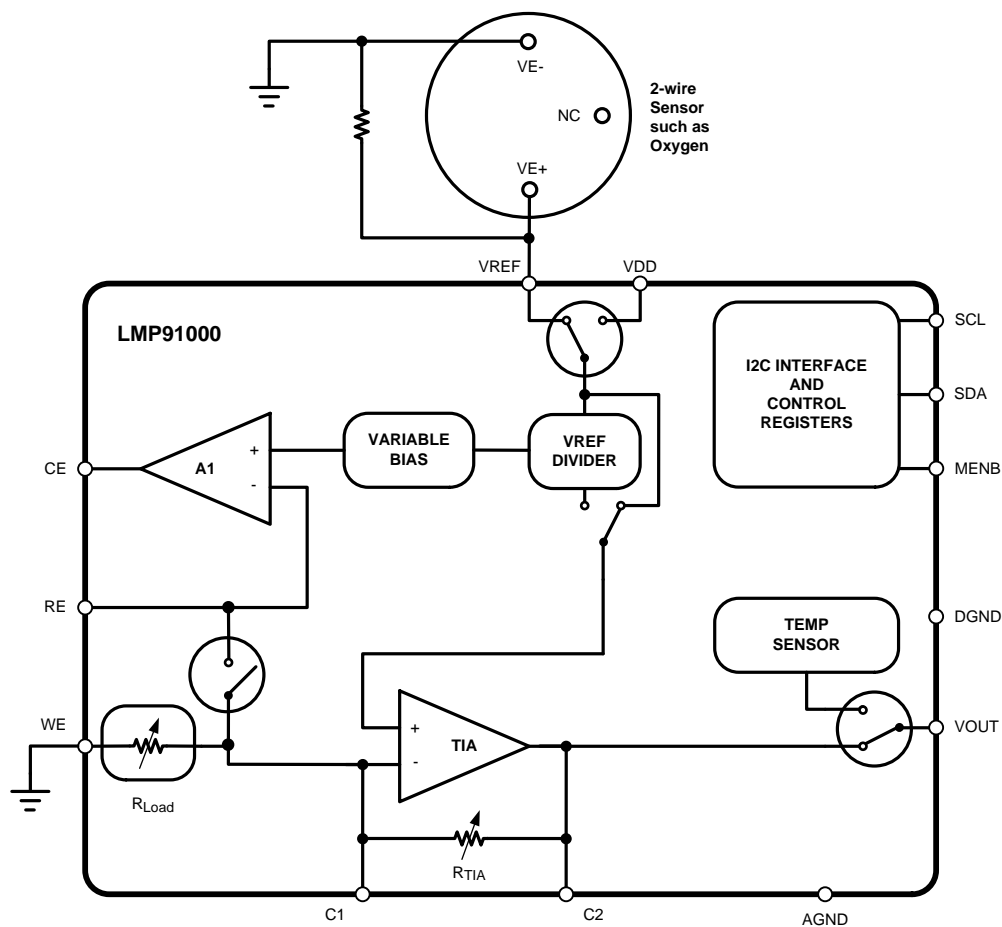 VE-
NC
2-wire
Sensor
such as
Oxygen
VE+
VREF
VDD
LMP91000
SCL
I2C INTERFACE
AND
CONTROL
REGISTERS
SDA
MENB
CE
A1
+
-
VARIABLE
BIAS
VREF
DIVIDER
RE
TEMP
SENSOR
DGND
WE
RLoad
+
-
TIA
VOUT
RTIA
C1
C2
AGND